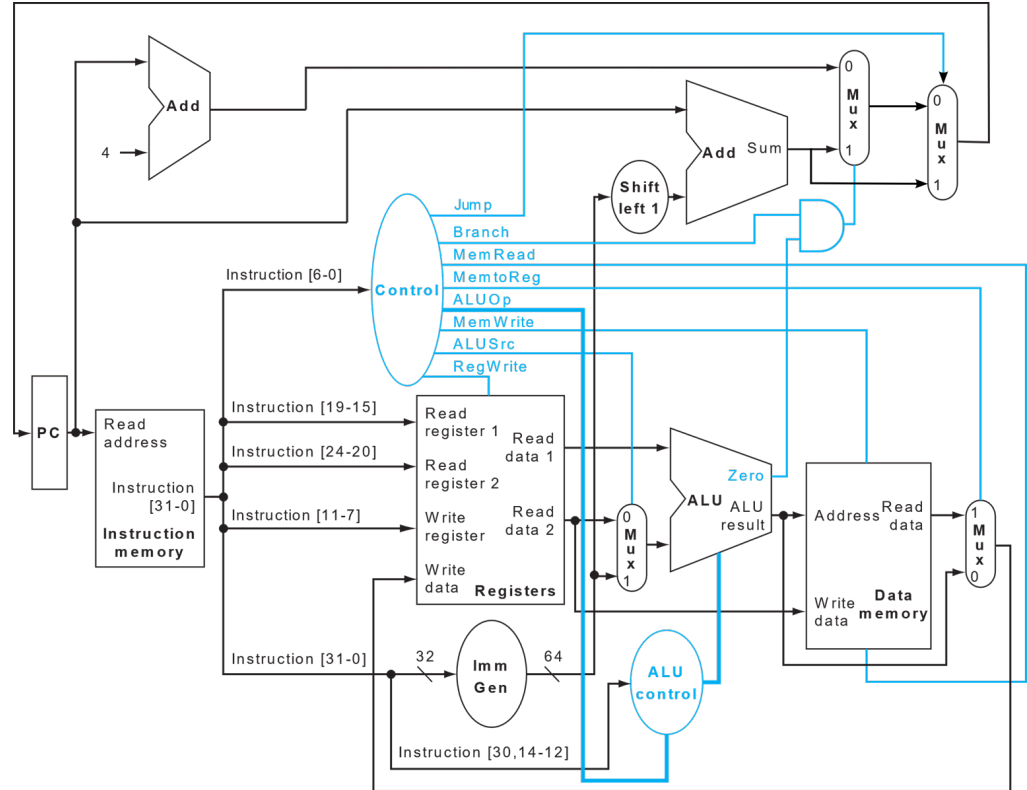 Add
4
Add Sum
Shift
left 1
0
M
u
x
1
0
M
u
x
1
Jump
Branch
MemRead
MemtoReg
ALUOp
MemWrite
ALUSrc
RegWrite
Control
Instruction [6-0]
PC
Read
address
Instruction
[31-0]
Instruction
memory
Instruction [19-15]
Instruction [24-20]
Instruction [11-7]
Instruction [31-0]
Read
register 1
Read
register 2
Write
register
Write
data
Read
data 1
Read
data 2
Registers
0
M
u
x
1
Zero
ALU
ALU
result
Address
Read
data
Write
data
Data
memory
1
M
u
x
0
32
Imm
Gen
64
ALU
control
Instruction [30,14-12]